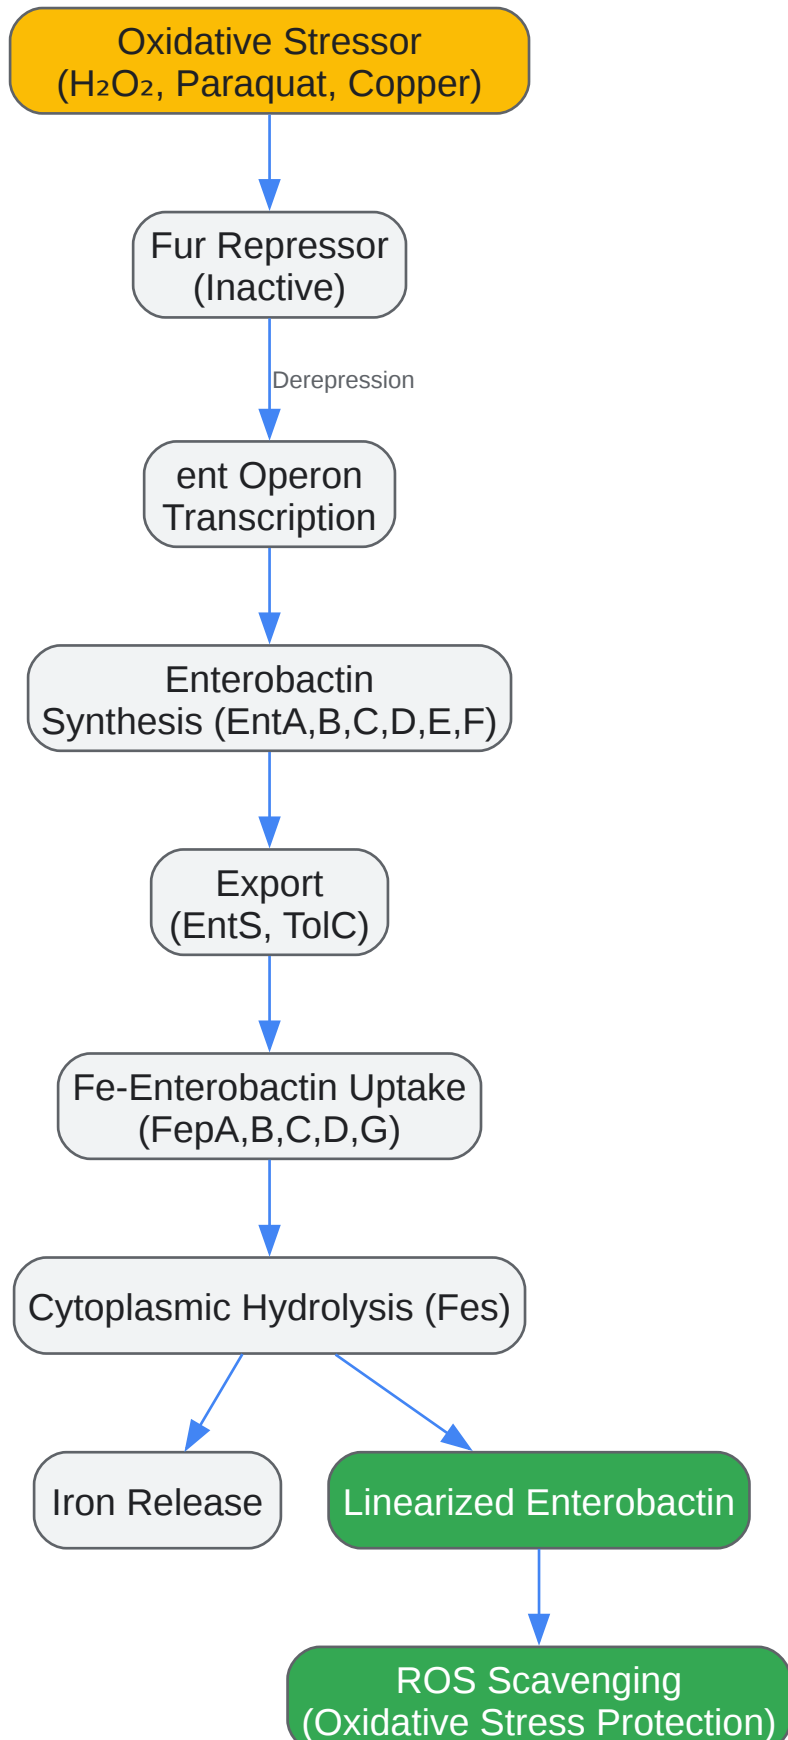 Oxidative Stressor
(H₂O₂, Paraquat, Copper)
Fur Repressor
(Inactive)
Derepression
ent Operon
Transcription
Enterobactin
Synthesis (EntA,B,C,D,E,F)
Export
(EntS, TolC)
Fe-Enterobactin Uptake
(FepA,B,C,D,G)
Cytoplasmic Hydrolysis (Fes)
Iron Release
Linearized Enterobactin
ROS Scavenging
(Oxidative Stress Protection)